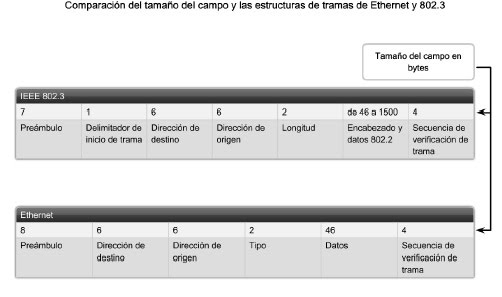 Comparación del tamaño del campo y las estructuras de tramas de Ethernet y 802.3
Tamaño del campo en
bytes
IEEE 802.3
7 1 6 6 2 de 46 a 1500 4
Preámbulo Delimitador de Dirección de Dirección de Longitud Encabezado y Secuencia de
inicio de trama destino origen datos 802.2 verificación de
trama
Ethernet
8 6 6 2 46 4
Preámbulo Dirección de Dirección de Tipo Datos Secuencia de
destino origen verificación de
trama